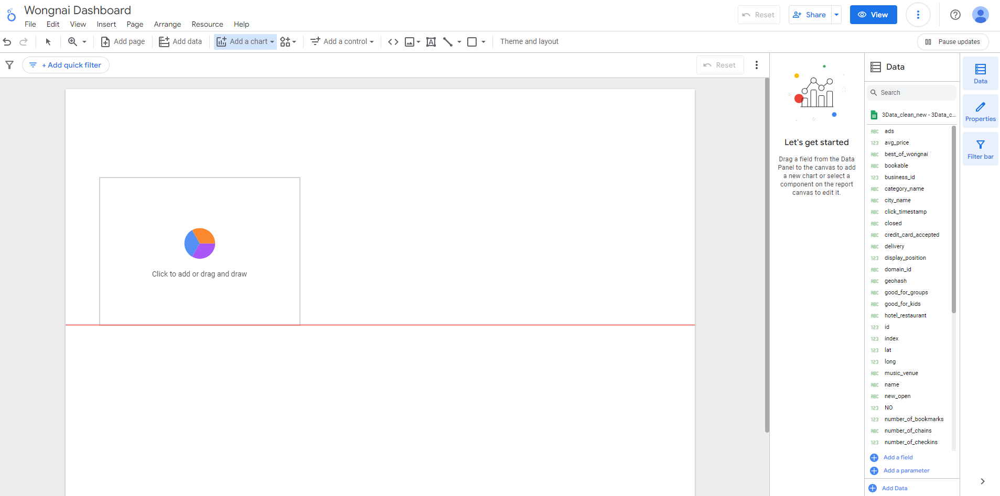 Wongnai Dashboard
File Edit View Insert Page Arrange Resource Help
Reset
Share
View
Add page
Add data
Add a chart
Add a control
Theme and layout
Pause updates
+ Add quick filter
Reset
Click to add or drag and draw
Let's get started
Drag a field from the Data
Panel to the canvas to add
a new chart or select a
component on the report
canvas to edit it.
Data
Search
3Data_clean_new - 3Data_c...
ABC ads
123 avg_price
ABC best_of_wongnai
ABC bookable
123 business_id
ABC category_name
ABC city_name
ABC click_timestamp
ABC closed
ABC credit_card_accepted
ABC delivery
123 display_position
ABC domain_id
ABC geohash
ABC good_for_groups
ABC good_for_kids
ABC hotel_restaurant
123 id
123 index
123 lat
123 long
ABC music_venue
ABC name
ABC new_open
123 NO
123 number_of_bookmarks
ABC number_of_chains
123 number_of_checkins
Add a field
Add a parameter
Add Data
Data
Properties
Filter bar